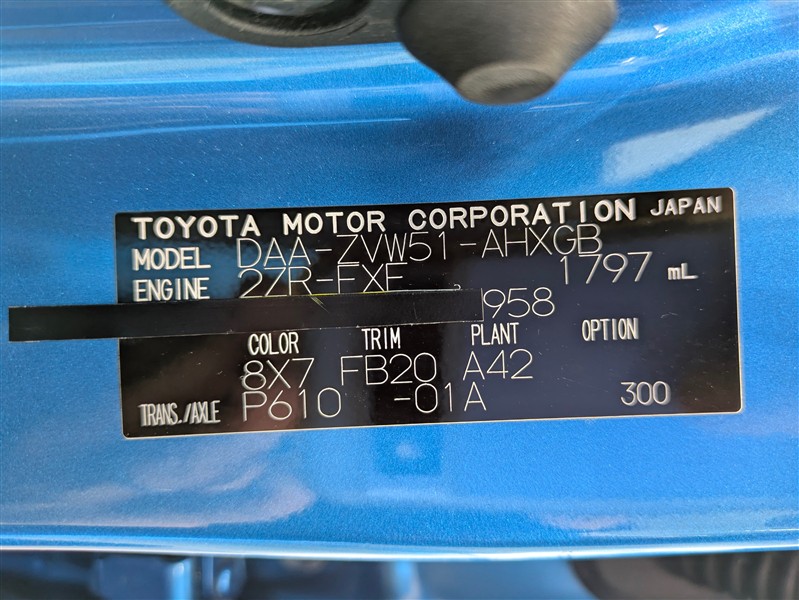 TOYOTA MOTOR CORPORATION JAPAN
MODEL DAA-ZVW51-AHXGB
ENGINE 2ZR-FXE 1797 mL
958
COLOR TRIM PLANT OPTION
8X7 FB20 A42
TRANS./AXLE P610 -01A 300